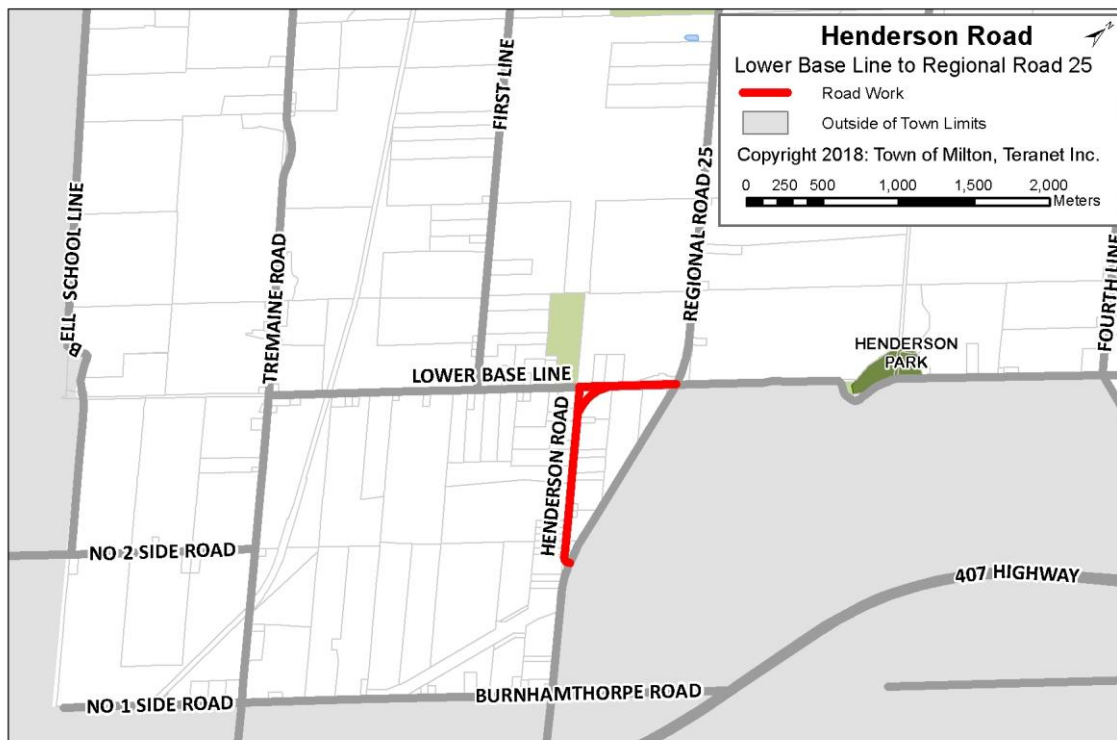 Henderson Road
N
Lower Base Line to Regional Road 25
Road Work
Outside of Town Limits
Copyright 2018: Town of Milton, Teranet Inc.
0 250 500 1,000 1,500 2,000
Meters
BELL SCHOOL LINE
TREMAINE ROAD
FIRST LINE
REGIONAL ROAD 25
FOURTH LINE
HENDERSON
PARK
LOWER BASE LINE
HENDERSON ROAD
NO 2 SIDE ROAD
407 HIGHWAY
NO 1 SIDE ROAD
BURNHAMTHORPE ROAD